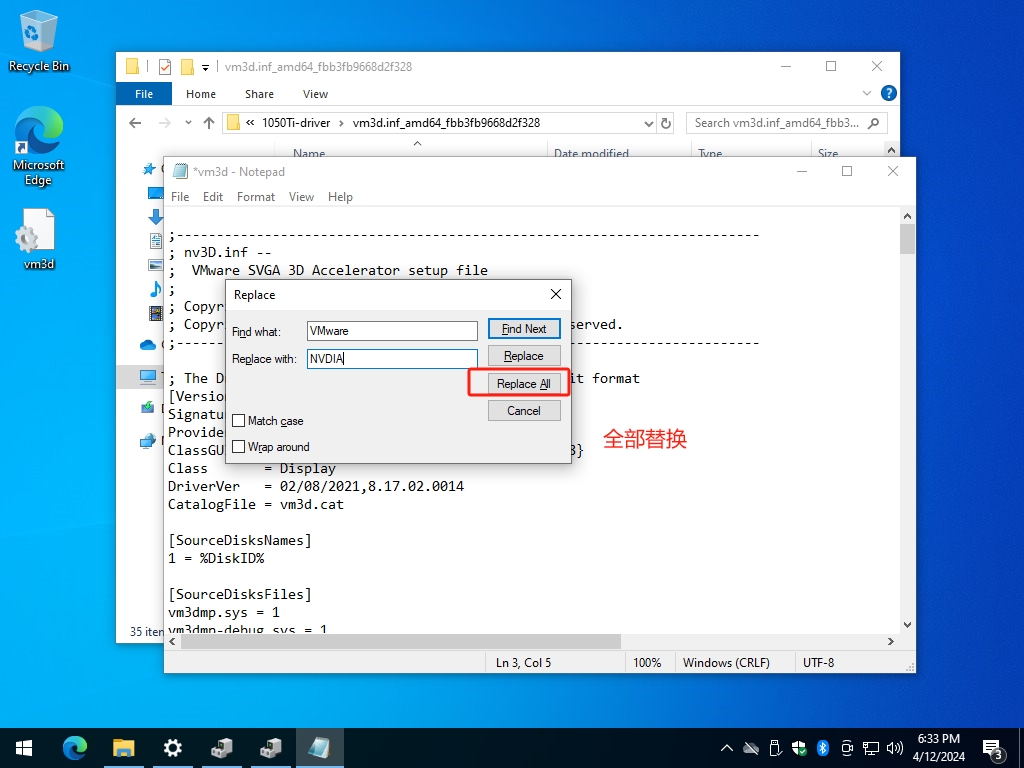 Recycle Bin
Microsoft
Edge
vm3d
vm3d.inf_amd64_fbb3fb9668d2f328
File Home Share View
« 1050Ti-driver › vm3d.inf_amd64_fbb3fb9668d2f328
Search vm3d.inf_amd64_fbb3...
Name Date modified Type Size
*vm3d - Notepad
File Edit Format View Help
;-----------------------------------------------------------------------
; nv3D.inf --
;  VMware SVGA 3D Accelerator setup file
;
; Copyr
; Copyr served.
;-----------------------------------------------------------------------
; The Dr it format
[Version
Signatu
Provide
ClassGU 8}
Class       = Display
DriverVer   = 02/08/2021,8.17.02.0014
CatalogFile = vm3d.cat
[SourceDisksNames]
1 = %DiskID%
[SourceDisksFiles]
vm3dmp.sys = 1
vm3dmp-debug.sys = 1
Replace
Find what: VMware Find Next
Replace with: NVDIA Replace
Replace All
Cancel
Match case
Wrap around
全部替换
35 iten
Ln 3, Col 5 100% Windows (CRLF) UTF-8
6:33 PM
4/12/2024
3